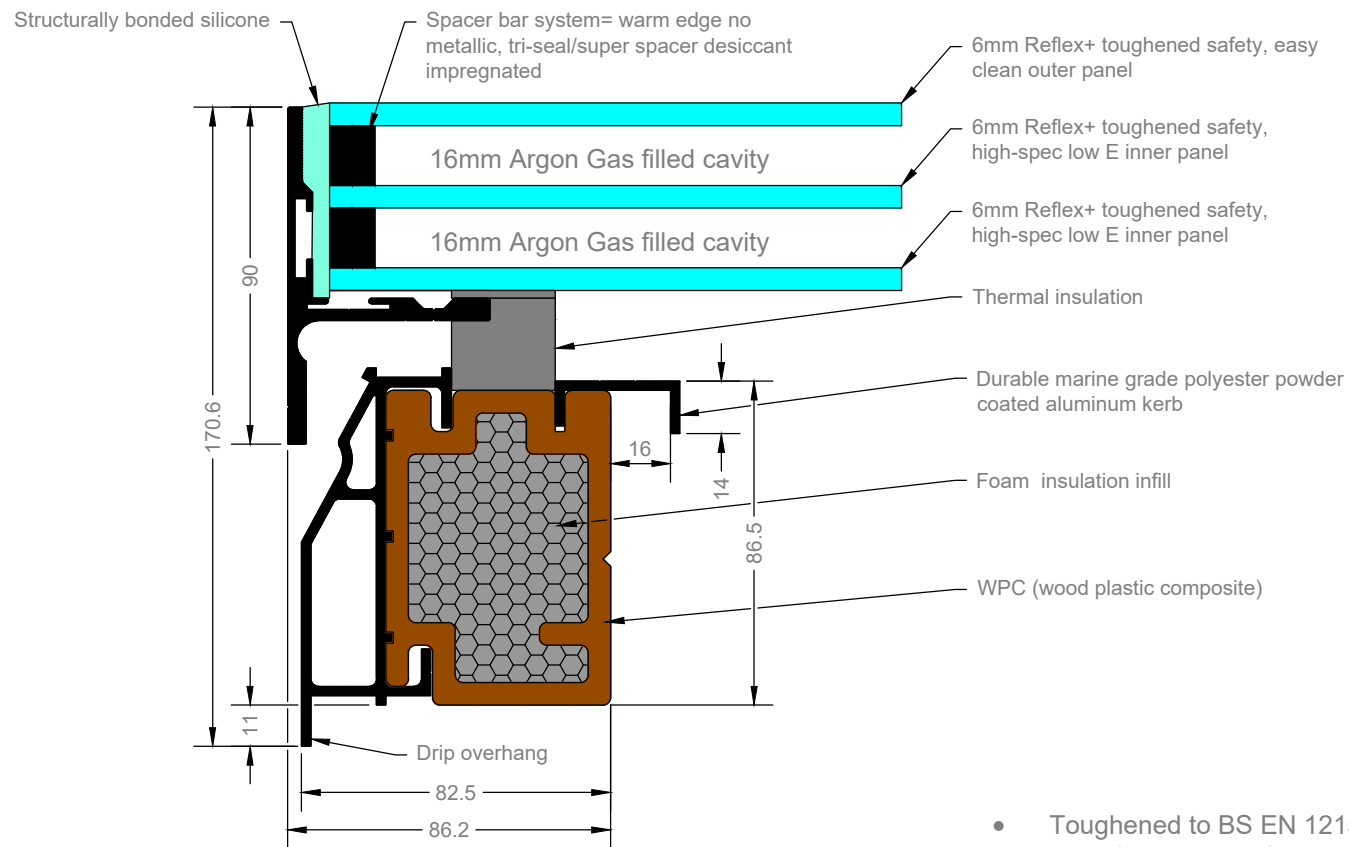 Structurally bonded silicone
Spacer bar system= warm edge no
metallic, tri-seal/super spacer desiccant
impregnated
6mm Reflex+ toughened safety, easy
clean outer panel
16mm Argon Gas filled cavity
6mm Reflex+ toughened safety,
high-spec low E inner panel
16mm Argon Gas filled cavity
6mm Reflex+ toughened safety,
high-spec low E inner panel
90
Thermal insulation
170.6
Durable marine grade polyester powder
coated aluminum kerb
16
14
Foam  insulation infill
86.5
WPC (wood plastic composite)
11
Drip overhang
82.5
86.2
• Toughened to BS EN